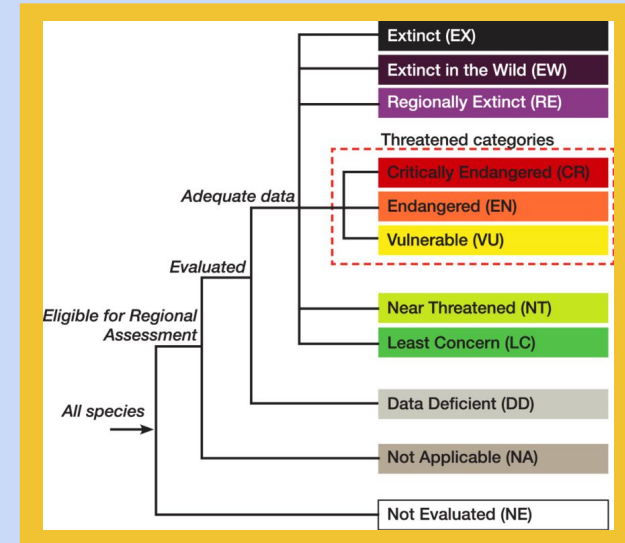 Extinct (EX)
Extinct in the Wild (EW)
Regionally Extinct (RE)
Threatened categories
Critically Endangered (CR)
Adequate data
Endangered (EN)
Vulnerable (VU)
Evaluated
Near Threatened (NT)
Eligible for Regional
Assessment
Least Concern (LC)
All species
Data Deficient (DD)
Not Applicable (NA)
Not Evaluated (NE)